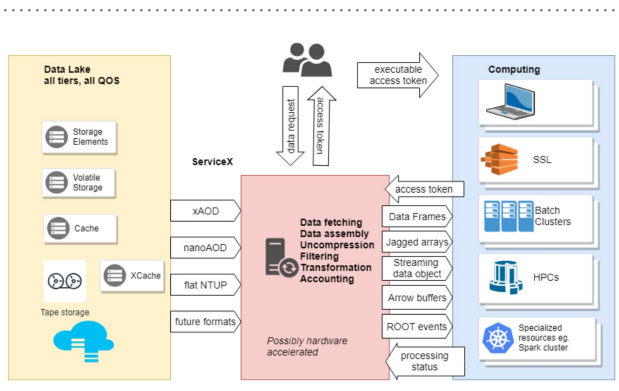 Data Lake
all tiers, all QOS
Storage
Elements
Volatile
Storage
Cache
XCache
Tape storage
ServiceX
xAOD
nanoAOD
flat NTUP
future formats
data request
access token
executable
access token
Data fetching
Data assembly
Uncompression
Filtering
Transformation
Accounting
Possibly hardware
accelerated
access token
Data Frames
Jagged arrays
Streaming
data object
Arrow buffers
ROOT events
processing
status
Computing
SSL
Batch
Clusters
HPCs
Specialized
resources eg.
Spark cluster